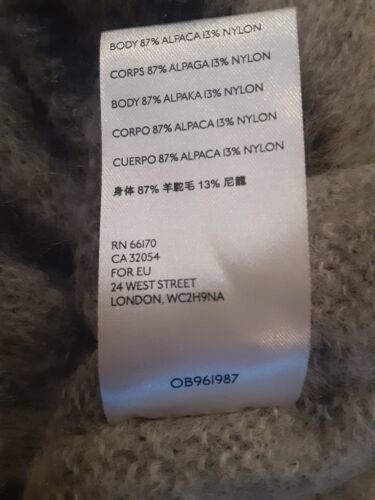 BODY 87% ALPACA 13% NYLON
CORPS 87% ALPAGA 13% NYLON
BODY 87% ALPAKA 13% NYLON
CORPO 87% ALPACA 13% NYLON
CUERPO 87% ALPACA 13% NYLON
身体 87% 羊駝毛 13% 尼龍
RN 66170
CA 32054
FOR EU
24 WEST STREET
LONDON, WC2H9NA
OB961987